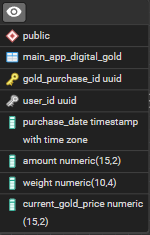 public
main_app_digital_gold
gold_purchase_id uuid
user_id uuid
purchase_date timestamp
with time zone
amount numeric(15,2)
weight numeric(10,4)
current_gold_price numeric
(15,2)